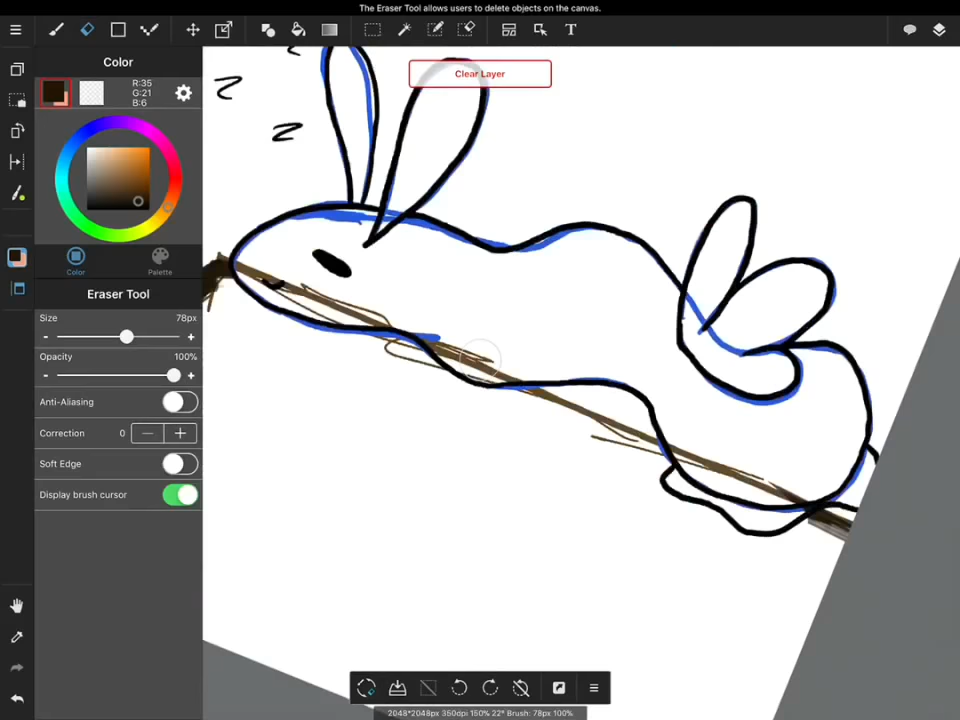 The Eraser Tool allows users to delete objects on the canvas.
T
Color
Clear Layer
R:35
G:21
B:6
z
z
Color Palette
Eraser Tool
Size 78px
- +
Opacity 100%
- +
Anti-Aliasing
Correction 0 - +
Soft Edge
Display brush cursor
2048*2048px 350dpi 150% 22° Brush: 78px 100%